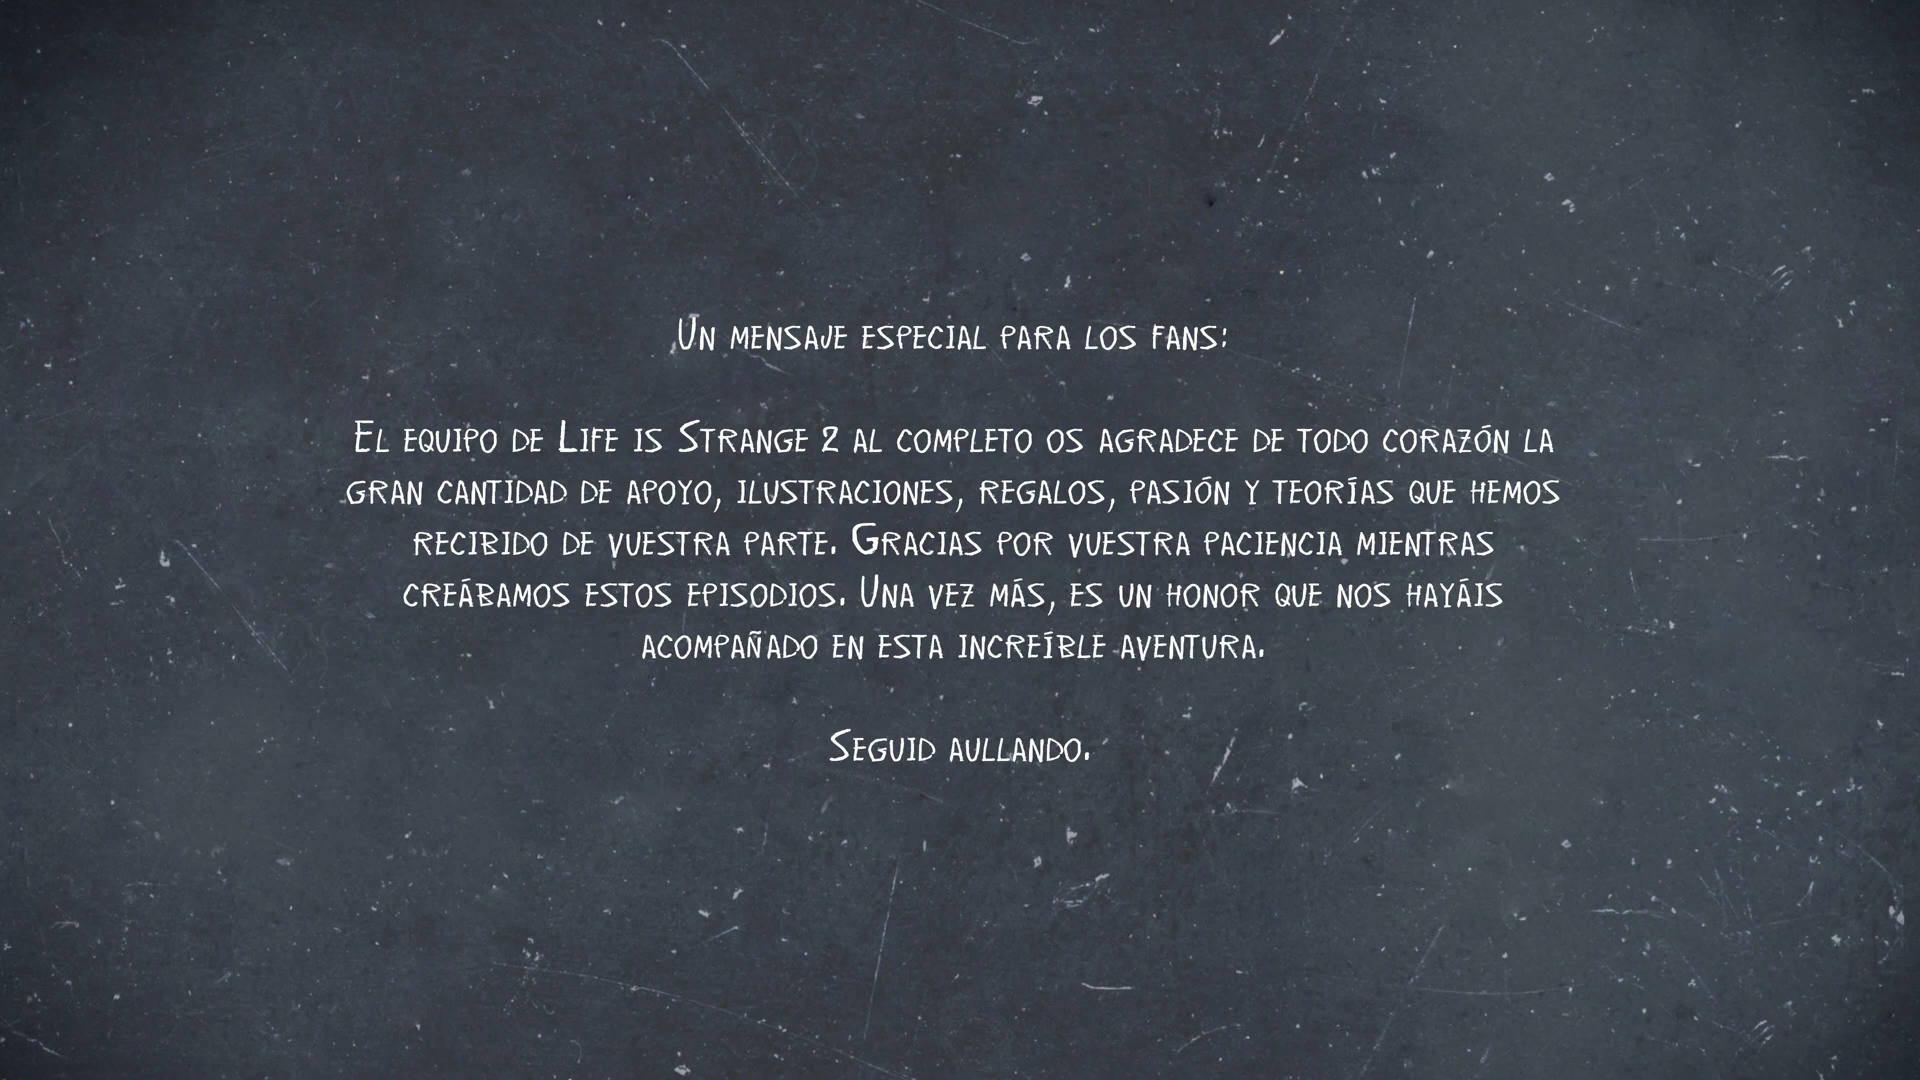 Un mensaje especial para los fans:
El equipo de Life is Strange 2 al completo os agradece de todo corazón la
gran cantidad de apoyo, ilustraciones, regalos, pasión y teorías que hemos
recibido de vuestra parte. Gracias por vuestra paciencia mientras
creábamos estos episodios. Una vez más, es un honor que nos hayáis
acompañado en esta increíble aventura.
Seguid aullando.